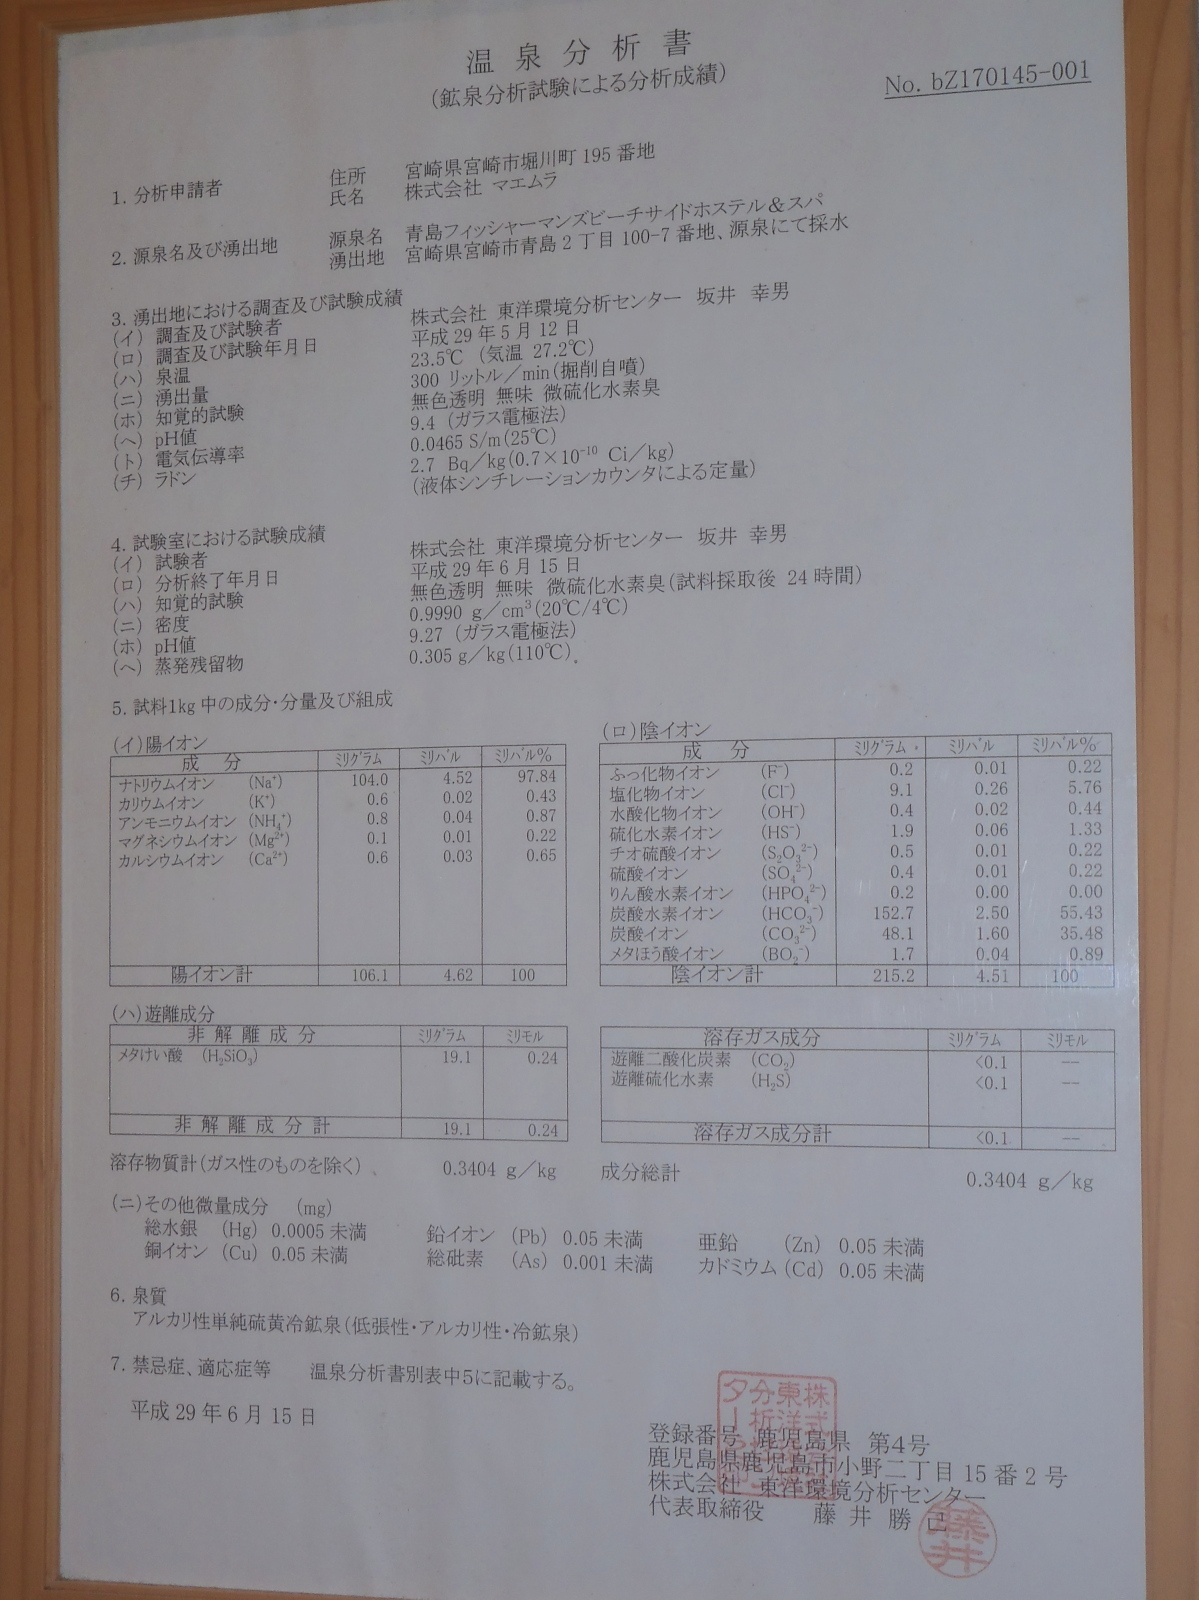 温泉分析書
(鉱泉分析試験による分析成績)
No. bZ170145-001
1. 分析申請者 住所 宮崎県宮崎市堀川町 195 番地
氏名 株式会社 マエムラ
2. 源泉名及び湧出地 源泉名 青島フィッシャーマンズビーチサイドホステル&スパ
湧出地 宮崎県宮崎市青島 2 丁目 100-7 番地、源泉にて採水
3. 湧出地における調査及び試験成績
(イ) 調査及び試験者 株式会社 東洋環境分析センター 坂井 幸男
(ロ) 調査及び試験年月日 平成 29 年 5 月 12 日
(ハ) 泉温 23.5℃ (気温 27.2℃)
(ニ) 湧出量 300 リットル/min(掘削自噴)
(ホ) 知覚的試験 無色透明 無味 微硫化水素臭
(ヘ) pH値 9.4 (ガラス電極法)
(ト) 電気伝導率 0.0465 S/m(25℃)
(チ) ラドン 2.7 Bq/kg(0.7×10⁻¹⁰ Ci/kg)
(液体シンチレーションカウンタによる定量)
4. 試験室における試験成績
(イ) 試験者 株式会社 東洋環境分析センター 坂井 幸男
(ロ) 分析終了年月日 平成 29 年 6 月 15 日
(ハ) 知覚的試験 無色透明 無味 微硫化水素臭(試料採取後 24 時間)
(ニ) 密度 0.9990 g/cm³(20℃/4℃)
(ホ) pH値 9.27 (ガラス電極法)
(ヘ) 蒸発残留物 0.305 g/kg(110℃)
5. 試料1kg 中の成分・分量及び組成
(イ)陽イオン
成分 ミリグラム ミリバル ミリバル%
ナトリウムイオン (Na⁺) 104.0 4.52 97.84
カリウムイオン (K⁺) 0.6 0.02 0.43
アンモニウムイオン (NH₄⁺) 0.8 0.04 0.87
マグネシウムイオン (Mg²⁺) 0.1 0.01 0.22
カルシウムイオン (Ca²⁺) 0.6 0.03 0.65
陽イオン計 106.1 4.62 100
(ロ)陰イオン
成分 ミリグラム ミリバル ミリバル%
ふっ化物イオン (F⁻) 0.2 0.01 0.22
塩化物イオン (Cl⁻) 9.1 0.26 5.76
水酸化物イオン (OH⁻) 0.4 0.02 0.44
硫化水素イオン (HS⁻) 1.9 0.06 1.33
チオ硫酸イオン (S₂O₃²⁻) 0.5 0.01 0.22
硫酸イオン (SO₄²⁻) 0.4 0.01 0.22
りん酸水素イオン (HPO₄²⁻) 0.2 0.00 0.00
炭酸水素イオン (HCO₃⁻) 152.7 2.50 55.43
炭酸イオン (CO₃²⁻) 48.1 1.60 35.48
メタほう酸イオン (BO₂⁻) 1.7 0.04 0.89
陰イオン計 215.2 4.51 100
(ハ)遊離成分
非解離成分 ミリグラム ミリモル
メタけい酸 (H₂SiO₃) 19.1 0.24
非解離成分計 19.1 0.24
溶存ガス成分 ミリグラム ミリモル
遊離二酸化炭素 (CO₂) <0.1 —
遊離硫化水素 (H₂S) <0.1 —
溶存ガス成分計 <0.1 —
溶存物質計(ガス性のものを除く) 0.3404 g/kg 成分総計 0.3404 g/kg
(ニ)その他微量成分 (mg)
総水銀 (Hg) 0.0005 未満 鉛イオン (Pb) 0.05 未満 亜鉛 (Zn) 0.05 未満
銅イオン (Cu) 0.05 未満 総砒素 (As) 0.001 未満 カドミウム (Cd) 0.05 未満
6. 泉質
アルカリ性単純硫黄冷鉱泉(低張性・アルカリ性・冷鉱泉)
7. 禁忌症、適応症等 温泉分析書別表中5に記載する。
平成 29 年 6 月 15 日
登録番号 鹿児島県 第4号
鹿児島県鹿児島市小野二丁目 15 番 2 号
株式会社 東洋環境分析センター
代表取締役 藤井 勝己
藤井